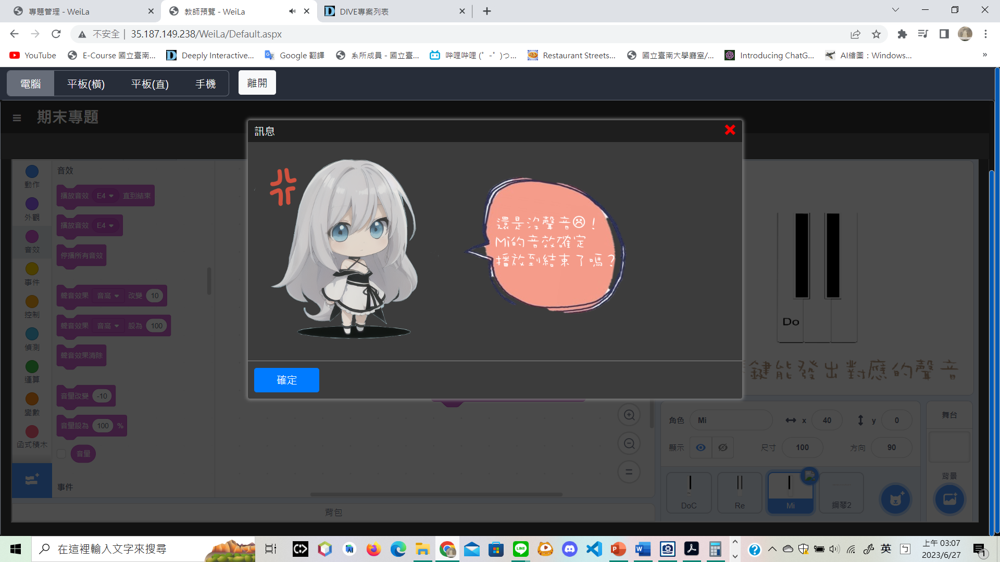 專題管理 - WeiLa
教師預覽 - WeiLa
DIVE專案列表
不安全 | 35.187.149.238/WeiLa/Default.aspx
YouTube
E-Course 國立臺南...
Deeply Interactive...
Google 翻譯
系所成員 - 國立臺...
哔哩哔哩 (゜-゜)つ...
Restaurant Streets...
國立臺南大學廳室/...
Introducing ChatG...
AI繪圖：Windows...
電腦
平板(橫)
平板(直)
手機
離開
期末專題
訊息
還是沒聲音☹！
Mi的音效確定
播放到結束了嗎？
確定
動作
外觀
音效
事件
控制
偵測
運算
變數
函式積木
音效
播放音效 E4 直到結束
播放音效 E4
停播所有音效
聲音效果 音高 改變 10
聲音效果 音高 設為 100
聲音效果清除
音量改變 -10
音量設為 100 %
音量
事件
背包
Do
鍵能發出對應的聲音
角色 Mi x 40 y 0
顯示 尺寸 100 方向 90
DoC
Re
Mi
鋼琴2
舞台
背景
在這裡輸入文字來搜尋
英
上午 03:07
2023/6/27
1